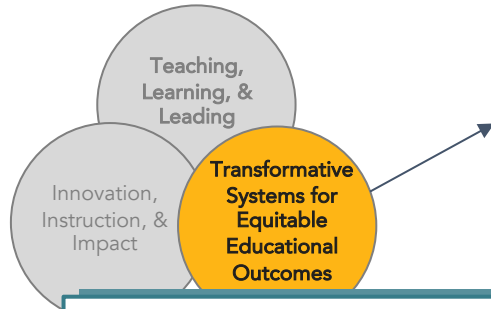 Teaching,
Learning, &
Leading
Innovation,
Instruction, &
Impact
Transformative
Systems for
Equitable
Educational
Outcomes